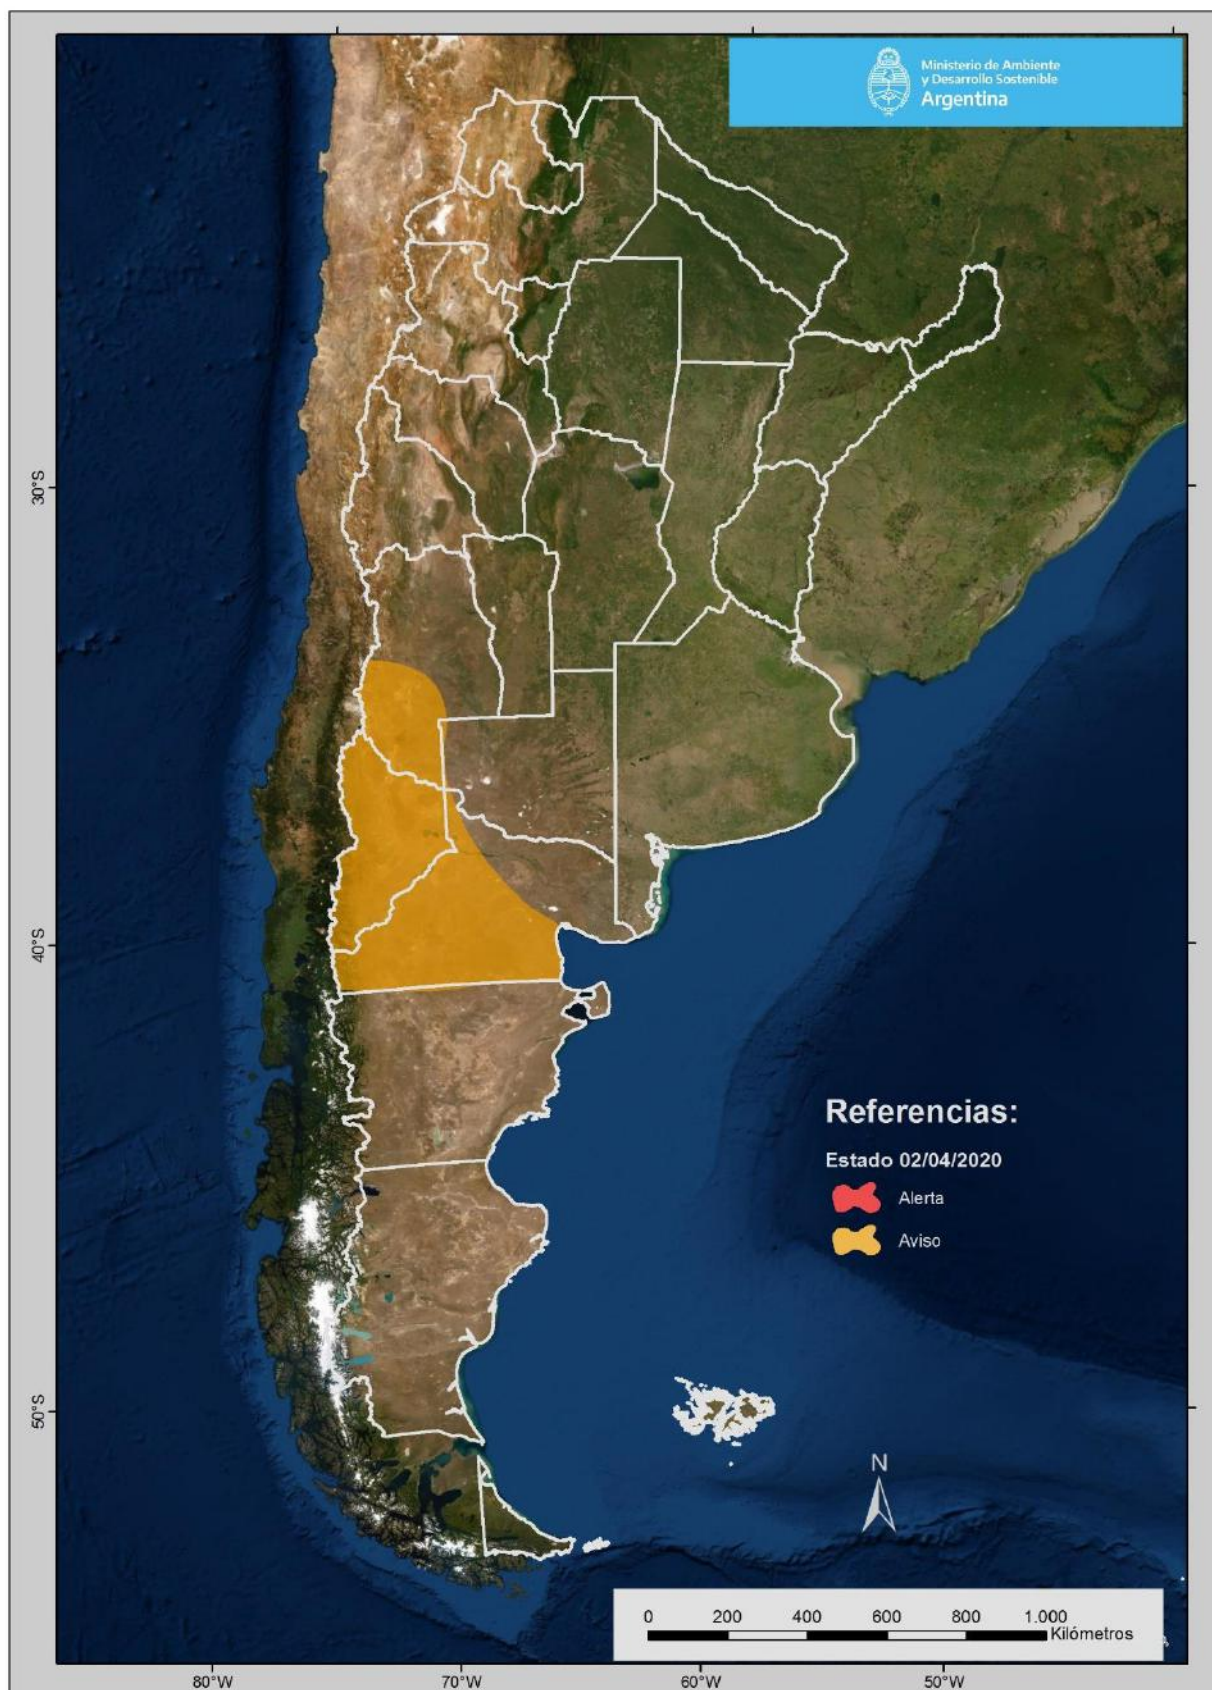 Ministerio de Ambiente
y Desarrollo Sostenible
Argentina
30°S
40°S
Referencias:
Estado 02/04/2020
Alerta
Aviso
50°S
N
0 200 400 600 800 1.000
Kilómetros
80°W 70°W 60°W 50°W